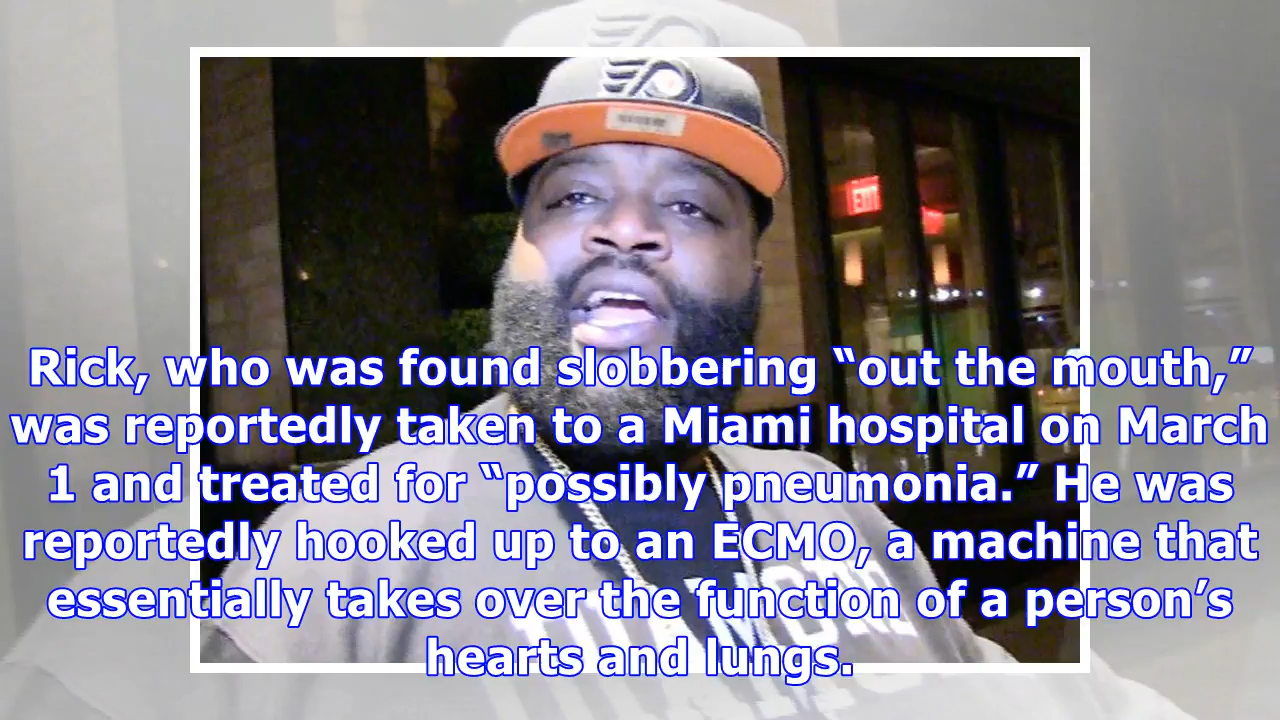 EXIT
Rick, who was found slobbering “out the mouth,”
was reportedly taken to a Miami hospital on March
1 and treated for “possibly pneumonia.” He was
reportedly hooked up to an ECMO, a machine that
essentially takes over the function of a person’s
hearts and lungs.